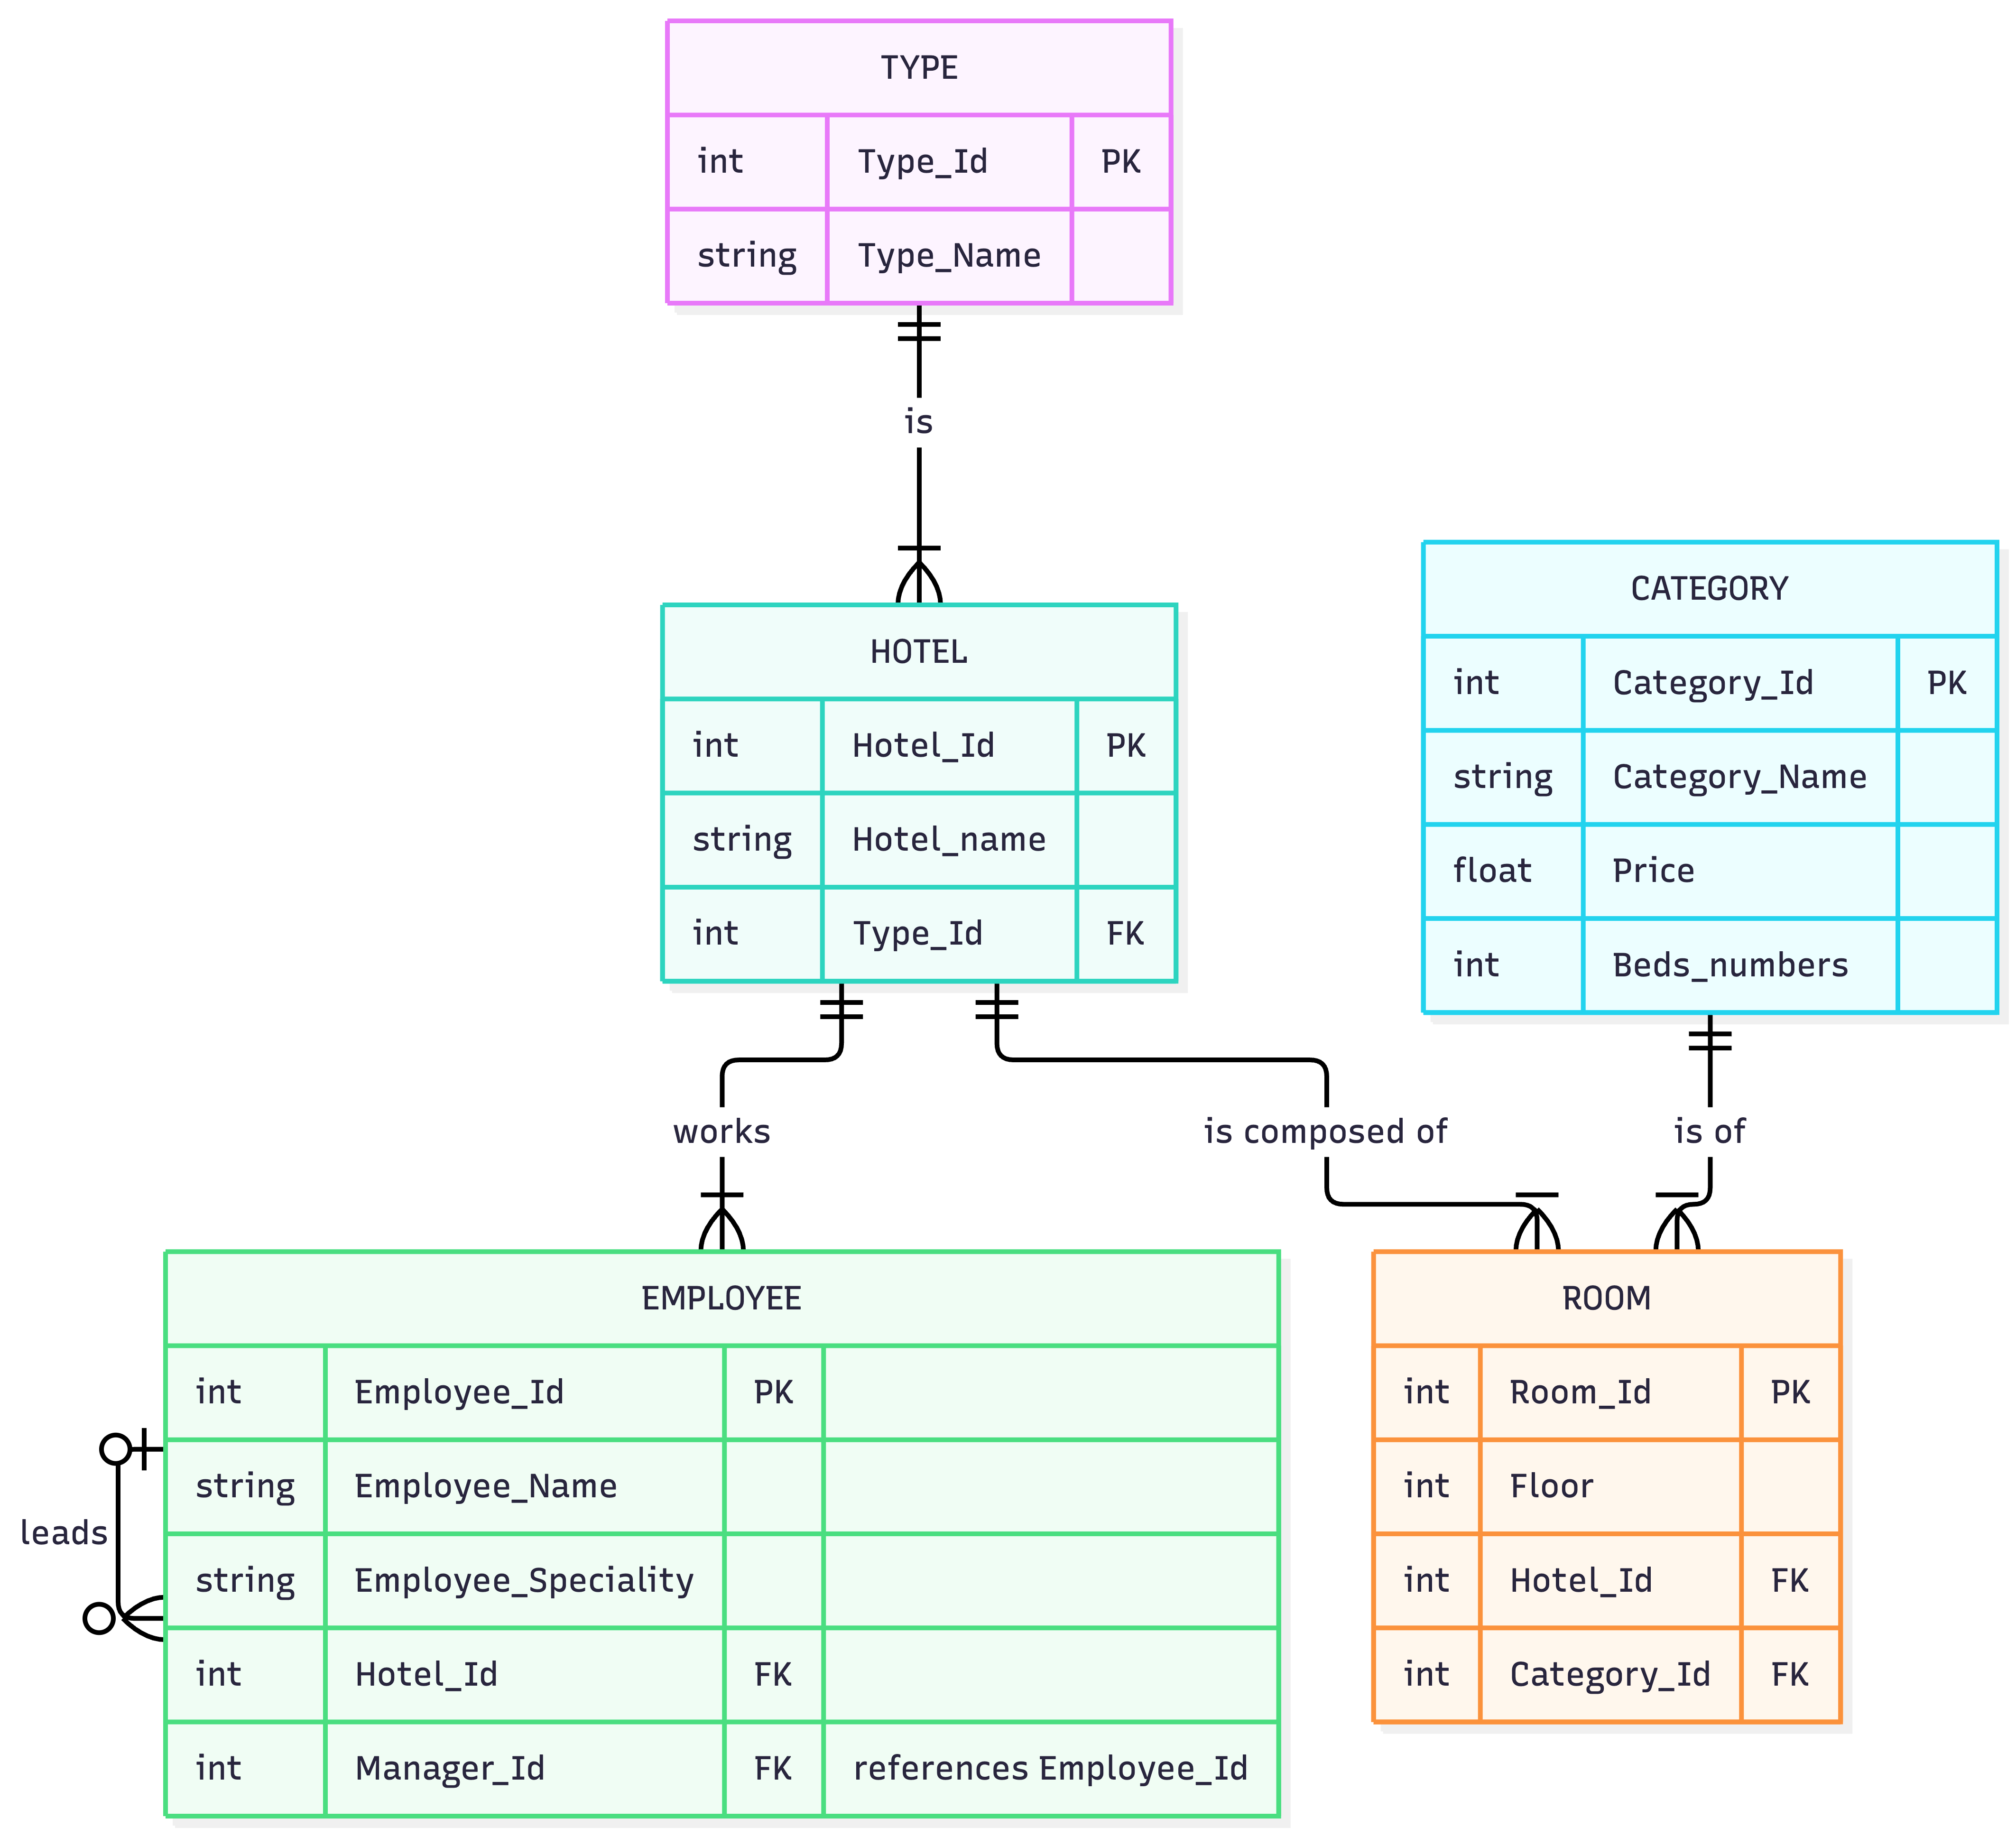 TYPE
int Type_Id PK
string Type_Name
is
HOTEL
int Hotel_Id PK
string Hotel_name
int Type_Id FK
CATEGORY
int Category_Id PK
string Category_Name
float Price
int Beds_numbers
works
is composed of
is of
EMPLOYEE
int Employee_Id PK
string Employee_Name
string Employee_Speciality
int Hotel_Id FK
int Manager_Id FK references Employee_Id
leads
ROOM
int Room_Id PK
int Floor
int Hotel_Id FK
int Category_Id FK